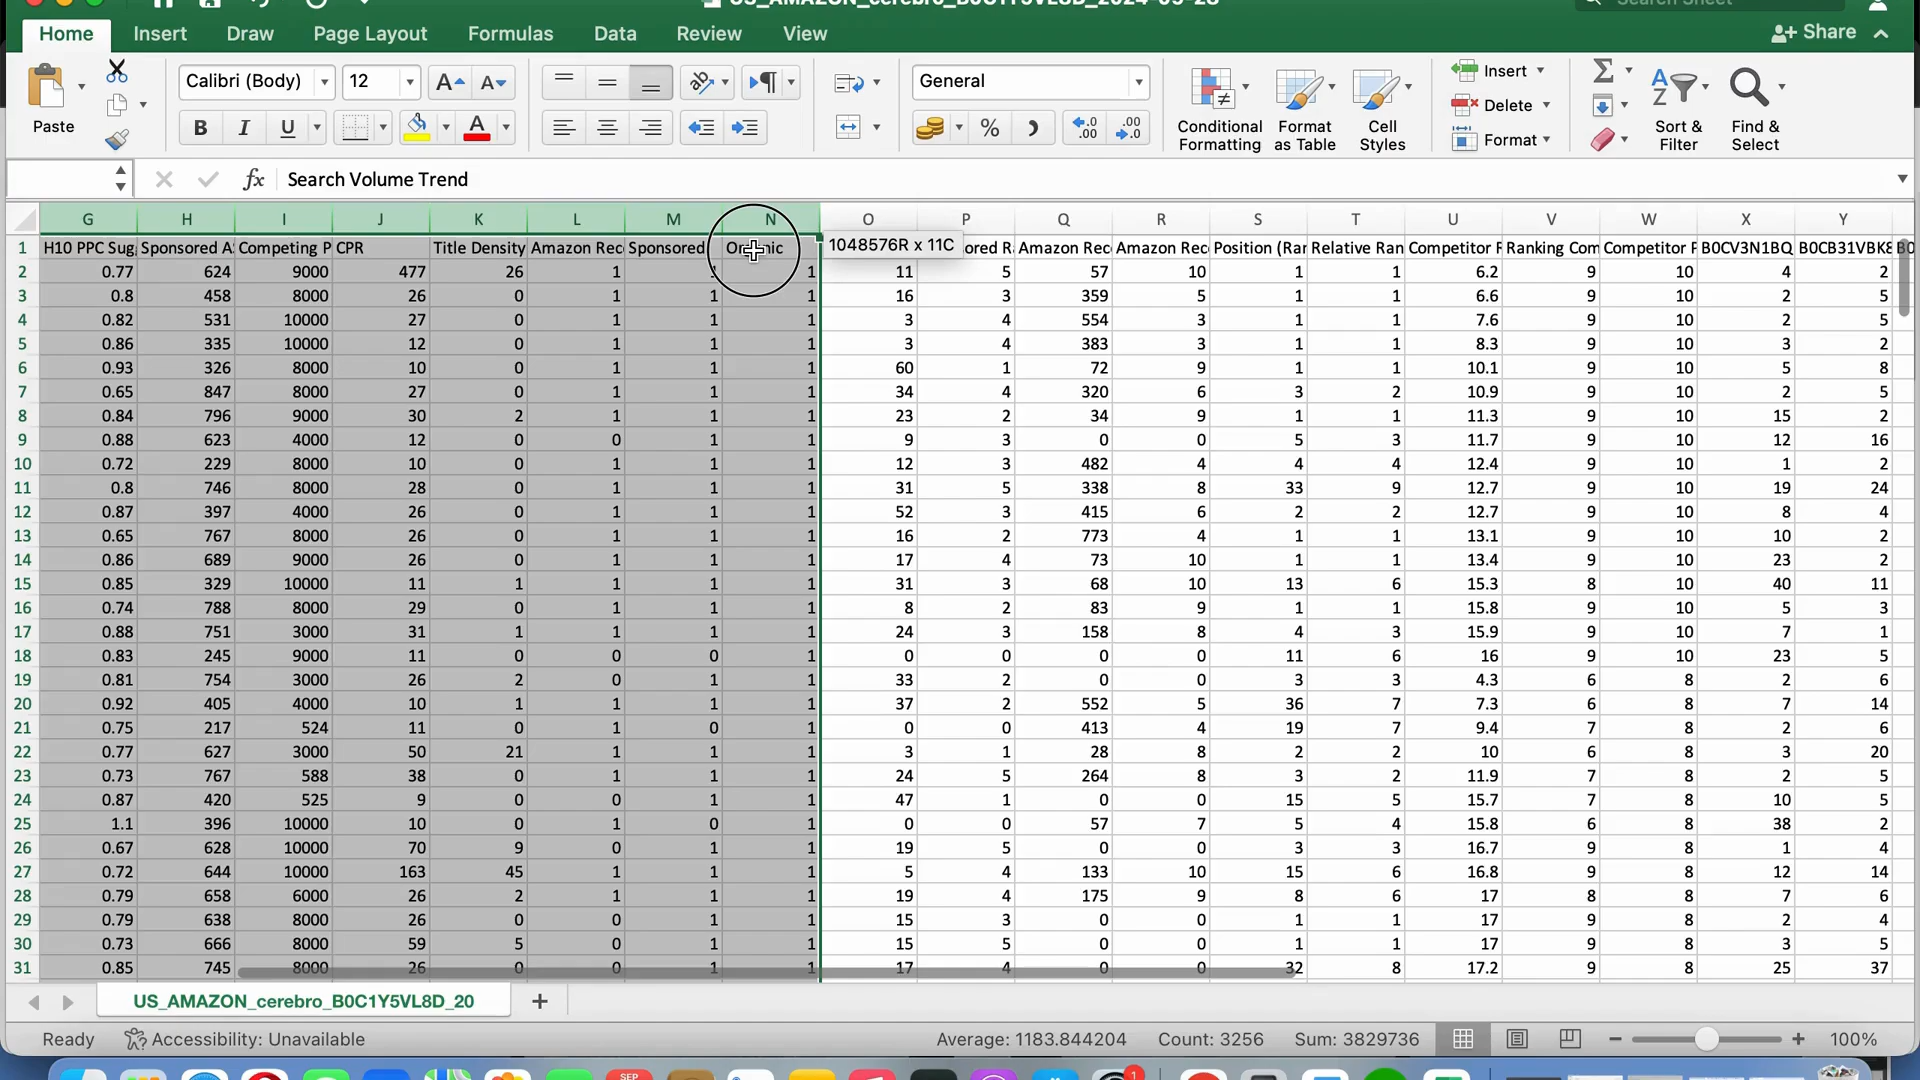 US_AMAZON_cerebro_B0C1Y5VL8D_2024-09-28
Search Sheet
Home Insert Draw Page Layout Formulas Data Review View Share
Paste
Calibri (Body) 12
General
Conditional Formatting
Format as Table
Cell Styles
Insert
Delete
Format
Sort & Filter
Find & Select
fx Search Volume Trend
G H I J K L M N O P Q R S T U V W X Y
1 H10 PPC Sug Sponsored A Competing P CPR Title Density Amazon Rec Sponsored Organic ored Ra Amazon Rec Amazon Rec Position (Ran Relative Ran Competitor R Ranking Com Competitor P B0CV3N1BQ B0CB31VBK8 B0
1048576R x 11C
2 0.77 624 9000 477 26 1 1 1 11 5 57 10 1 1 6.2 9 10 4 2
3 0.8 458 8000 26 0 1 1 1 16 3 359 5 1 1 6.6 9 10 2 5
4 0.82 531 10000 27 0 1 1 1 3 4 554 3 1 1 7.6 9 10 2 5
5 0.86 335 10000 12 0 1 1 1 3 4 383 3 1 1 8.3 9 10 3 2
6 0.93 326 8000 10 0 1 1 1 60 1 72 9 1 1 10.1 9 10 5 8
7 0.65 847 8000 27 0 1 1 1 34 4 320 6 3 2 10.9 9 10 2 5
8 0.84 796 9000 30 2 1 1 1 23 2 34 9 1 1 11.3 9 10 15 2
9 0.88 623 4000 12 0 0 1 1 9 3 0 0 5 3 11.7 9 10 12 16
10 0.72 229 8000 10 0 1 1 1 12 3 482 4 4 4 12.4 9 10 1 2
11 0.8 746 8000 28 0 1 1 1 31 5 338 8 33 9 12.7 9 10 19 24
12 0.87 397 4000 26 0 1 1 1 52 3 415 6 2 2 12.7 9 10 8 4
13 0.65 767 8000 26 0 1 1 1 16 2 773 4 1 1 13.1 9 10 10 2
14 0.86 689 9000 26 0 1 1 1 17 4 73 10 1 1 13.4 9 10 23 2
15 0.85 329 10000 11 1 1 1 1 31 3 68 10 13 6 15.3 8 10 40 11
16 0.74 788 8000 29 0 1 1 1 8 2 83 9 1 1 15.8 9 10 5 3
17 0.88 751 3000 31 1 1 1 1 24 3 158 8 4 3 15.9 9 10 7 1
18 0.83 245 9000 11 0 0 0 1 0 0 0 0 11 6 16 9 10 23 5
19 0.81 754 3000 26 2 0 1 1 33 2 0 0 3 3 4.3 6 8 2 6
20 0.92 405 4000 10 1 1 1 1 37 2 552 5 36 7 7.3 6 8 7 14
21 0.75 217 524 11 0 1 0 1 0 0 413 4 19 7 9.4 7 8 2 6
22 0.77 627 3000 50 21 1 1 1 3 1 28 8 2 2 10 6 8 3 20
23 0.73 767 588 38 0 1 1 1 24 5 264 8 3 2 11.9 7 8 2 5
24 0.87 420 525 9 0 0 1 1 47 1 0 0 15 5 15.7 7 8 10 5
25 1.1 396 10000 10 0 1 0 1 0 0 57 7 5 4 15.8 6 8 38 2
26 0.67 628 10000 70 9 0 1 1 19 5 0 0 3 3 16.7 6 8 1 4
27 0.72 644 10000 163 45 1 1 1 5 4 133 10 15 6 16.8 8 8 12 14
28 0.79 658 6000 26 2 1 1 1 19 4 175 9 8 6 17 8 8 7 6
29 0.79 638 8000 26 0 0 1 1 15 3 0 0 1 1 17 9 8 2 4
30 0.73 666 8000 59 5 0 1 1 15 5 0 0 1 1 17 9 8 3 5
31 0.85 745 8000 26 0 0 1 1 17 4 0 0 32 8 17.2 9 8 25 37
US_AMAZON_cerebro_B0C1Y5VL8D_20
Ready Accessibility: Unavailable Average: 1183.844204 Count: 3256 Sum: 3829736 100%
SEP
1